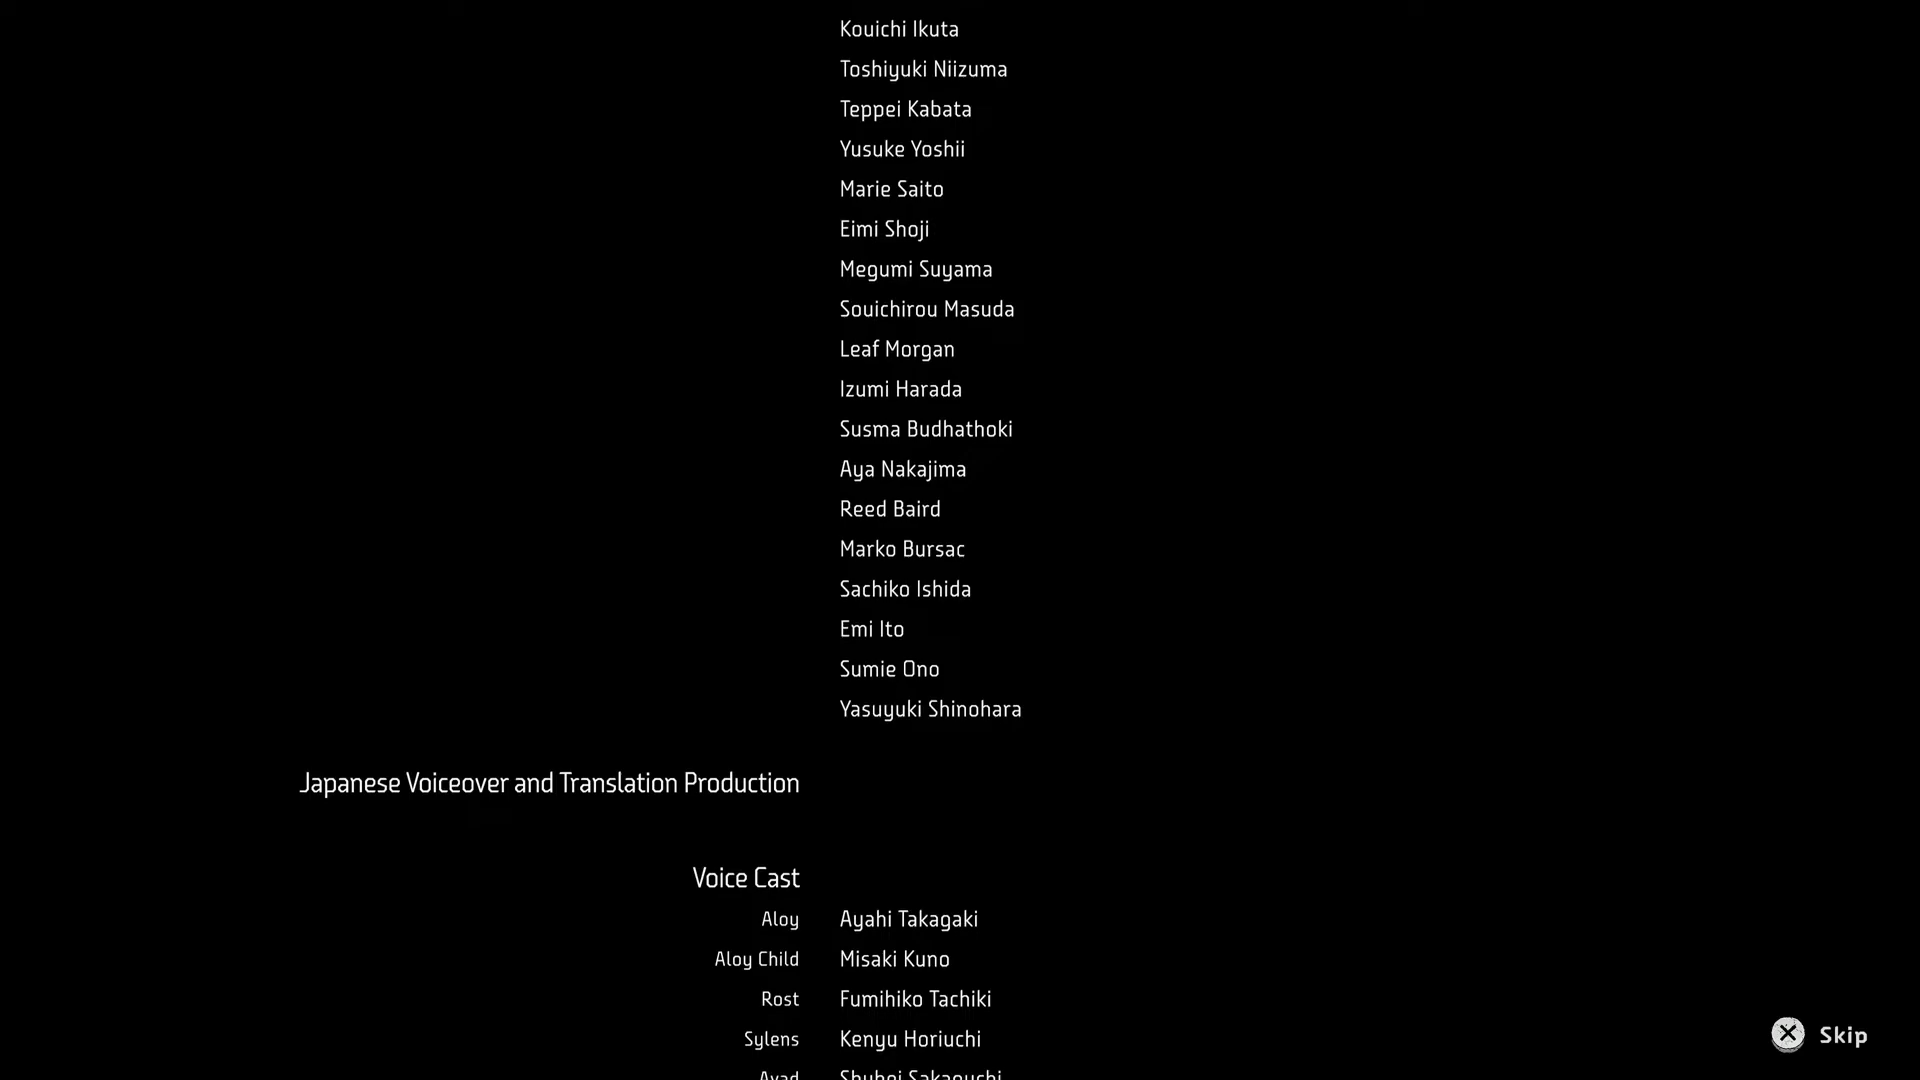 Kouichi Ikuta
Toshiyuki Niizuma
Teppei Kabata
Yusuke Yoshii
Marie Saito
Eimi Shoji
Megumi Suyama
Souichirou Masuda
Leaf Morgan
Izumi Harada
Susma Budhathoki
Aya Nakajima
Reed Baird
Marko Bursac
Sachiko Ishida
Emi Ito
Sumie Ono
Yasuyuki Shinohara
Japanese Voiceover and Translation Production
Voice Cast
Aloy Ayahi Takagaki
Aloy Child Misaki Kuno
Rost Fumihiko Tachiki
Sylens Kenyu Horiuchi
Avad Shuhei Sakaguchi
Skip